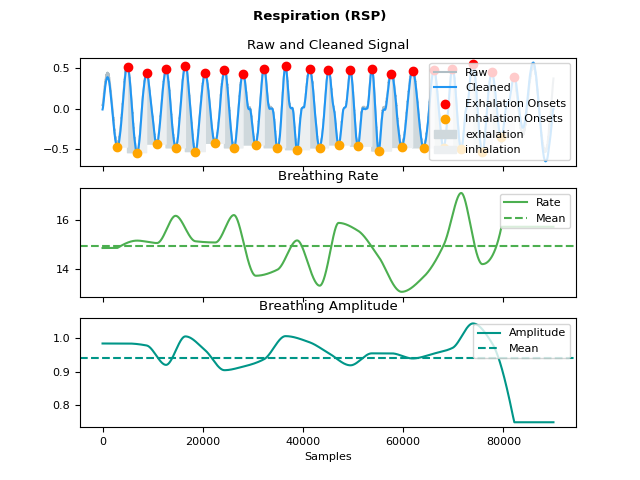 Respiration (RSP)
Raw and Cleaned Signal
0.5
0.0
−0.5
Raw
Cleaned
Exhalation Onsets
Inhalation Onsets
exhalation
inhalation
Breathing Rate
16
14
Rate
Mean
Breathing Amplitude
1.0
0.9
0.8
Amplitude
Mean
0
20000
40000
60000
80000
Samples